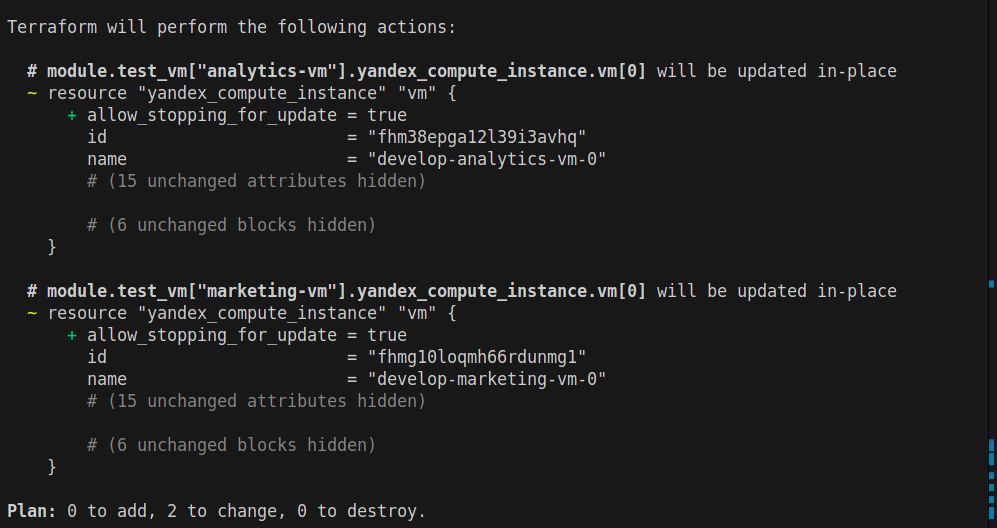 Terraform will perform the following actions:
# module.test_vm["analytics-vm"].yandex_compute_instance.vm[0] will be updated in-place
~ resource "yandex_compute_instance" "vm" {
+ allow_stopping_for_update = true
id = "fhm38epga12l39i3avhq"
name = "develop-analytics-vm-0"
# (15 unchanged attributes hidden)
# (6 unchanged blocks hidden)
}
# module.test_vm["marketing-vm"].yandex_compute_instance.vm[0] will be updated in-place
~ resource "yandex_compute_instance" "vm" {
+ allow_stopping_for_update = true
id = "fhmg10loqmh66rdunmg1"
name = "develop-marketing-vm-0"
# (15 unchanged attributes hidden)
# (6 unchanged blocks hidden)
}
Plan: 0 to add, 2 to change, 0 to destroy.